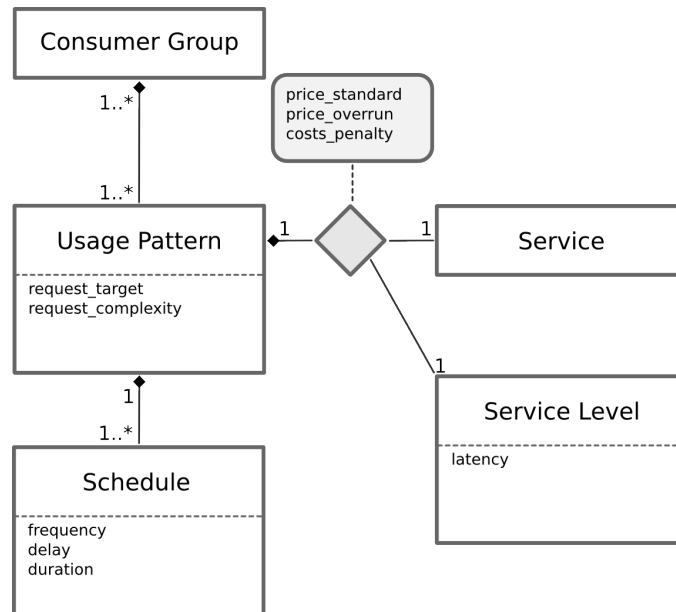 Consumer Group
1..*
price_standard
price_overrun
costs_penalty
1..*
Usage Pattern
request_target
request_complexity
1
1
Service
1
Service Level
latency
1
1..*
Schedule
frequency
delay
duration